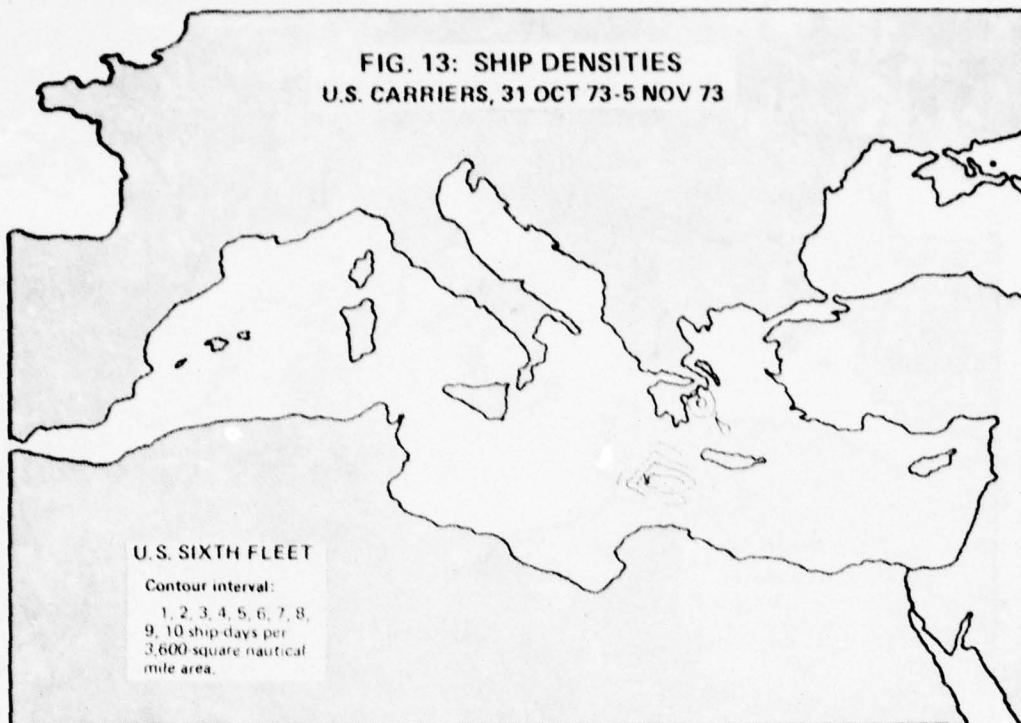 FIG. 13: SHIP DENSITIES
U.S. CARRIERS, 31 OCT 73-5 NOV 73
U.S. SIXTH FLEET
Contour interval:
1, 2, 3, 4, 5, 6, 7, 8,
9, 10 ship-days per
3,600-square nautical
mile area.